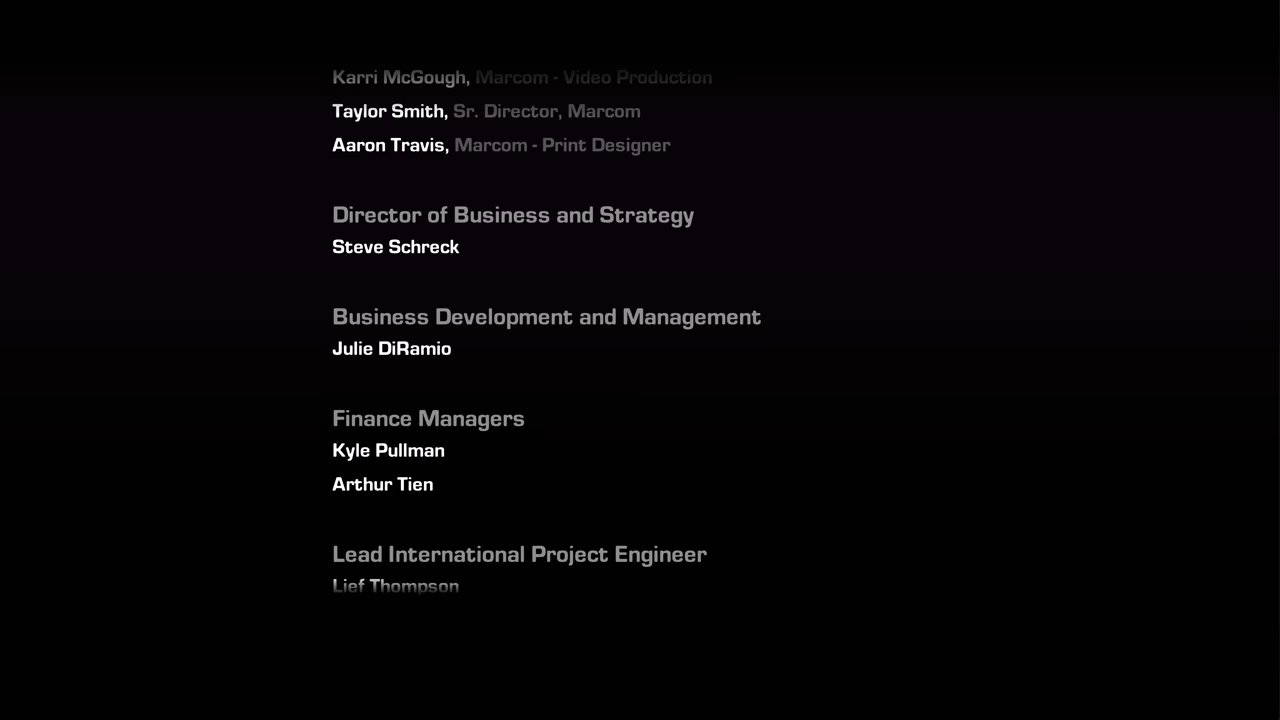 Karri McGough, Marcom - Video Production
Taylor Smith, Sr. Director, Marcom
Aaron Travis, Marcom - Print Designer
Director of Business and Strategy
Steve Schreck
Business Development and Management
Julie DiRamio
Finance Managers
Kyle Pullman
Arthur Tien
Lead International Project Engineer
Lief Thompson